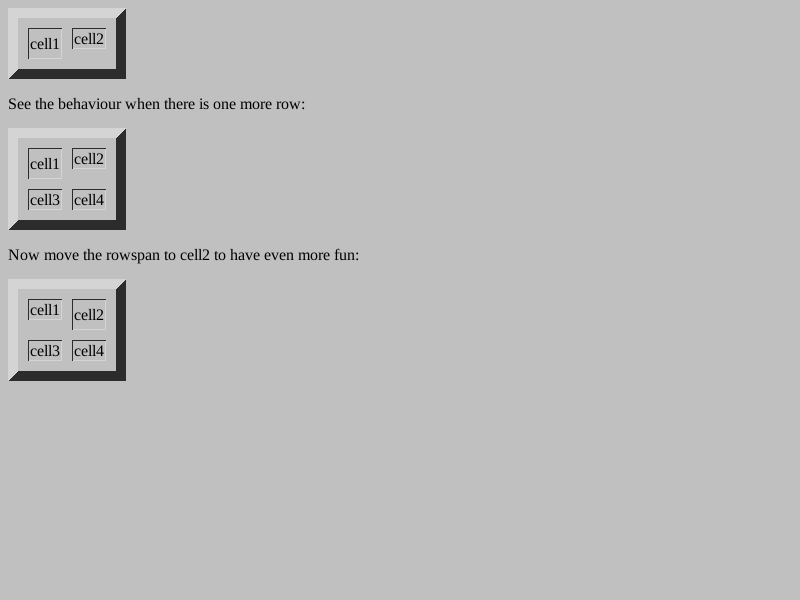 cell1 cell2
See the behaviour when there is one more row:
cell1 cell2
cell3 cell4
Now move the rowspan to cell2 to have even more fun:
cell1 cell2
cell3 cell4